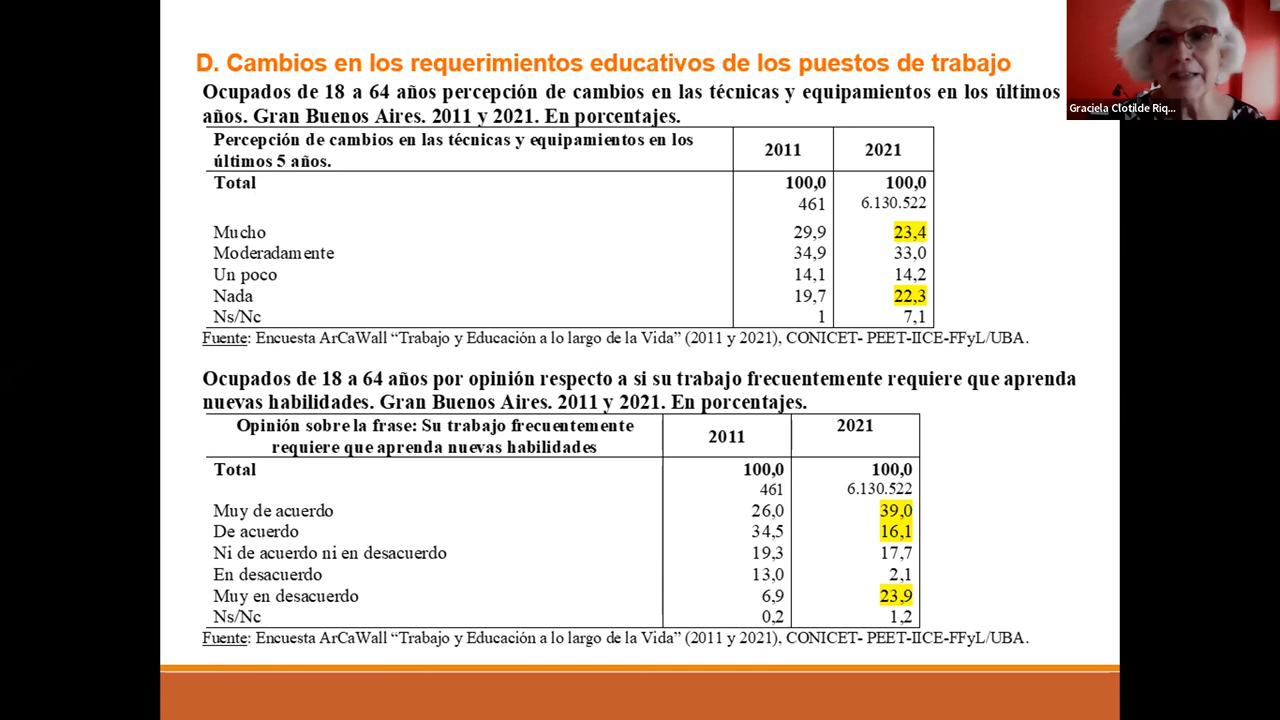 D. Cambios en los requerimientos educativos de los puestos de trabajo
Graciela Clotilde Riq...
Ocupados de 18 a 64 años percepción de cambios en las técnicas y equipamientos en los últimos
años. Gran Buenos Aires. 2011 y 2021. En porcentajes.
Percepción de cambios en las técnicas y equipamientos en los
últimos 5 años. 2011 2021
Total 100,0 100,0
461 6.130.522
Mucho 29,9 23,4
Moderadamente 34,9 33,0
Un poco 14,1 14,2
Nada 19,7 22,3
Ns/Nc 1 7,1
Fuente: Encuesta ArCaWall “Trabajo y Educación a lo largo de la Vida” (2011 y 2021), CONICET- PEET-IICE-FFyL/UBA.
Ocupados de 18 a 64 años por opinión respecto a si su trabajo frecuentemente requiere que aprenda
nuevas habilidades. Gran Buenos Aires. 2011 y 2021. En porcentajes.
Opinión sobre la frase: Su trabajo frecuentemente
requiere que aprenda nuevas habilidades 2011 2021
Total 100,0 100,0
461 6.130.522
Muy de acuerdo 26,0 39,0
De acuerdo 34,5 16,1
Ni de acuerdo ni en desacuerdo 19,3 17,7
En desacuerdo 13,0 2,1
Muy en desacuerdo 6,9 23,9
Ns/Nc 0,2 1,2
Fuente: Encuesta ArCaWall “Trabajo y Educación a lo largo de la Vida” (2011 y 2021), CONICET- PEET-IICE-FFyL/UBA.